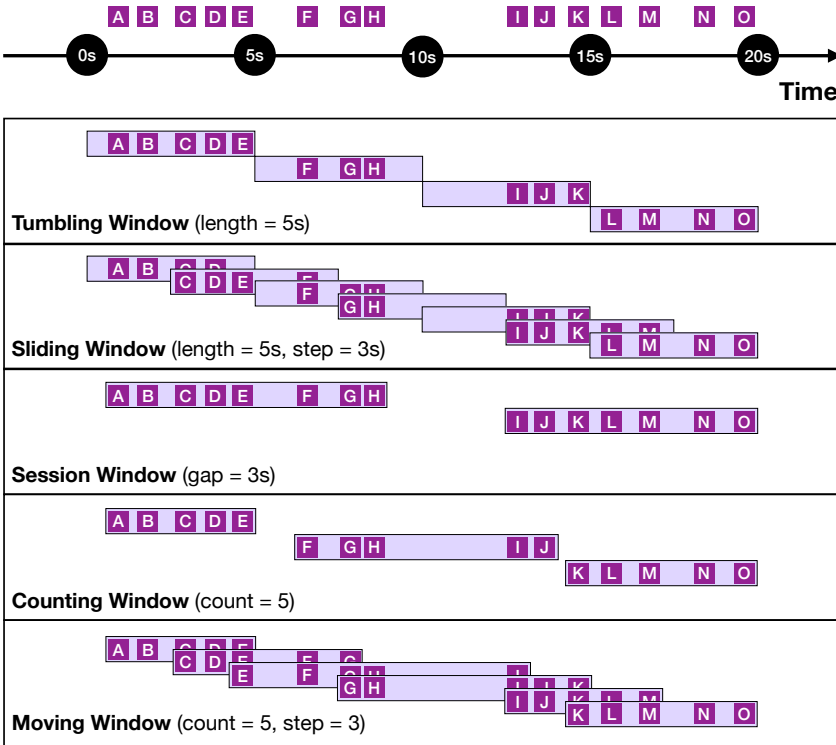 A B C D E F G H I J K L M N O
0s 5s 10s 15s 20s
Time
A B C D E
F G H
I J K
L M N O
Tumbling Window (length = 5s)
A B C D
C D E F
F G H
G H
I J K
I J K L M
L M N O
Sliding Window (length = 5s, step = 3s)
A B C D E F G H
I J K L M N O
Session Window (gap = 3s)
A B C D E
F G H I J
K L M N O
Counting Window (count = 5)
A B C D E
C D E F G
E F G H I
G H I J K
I J K L M
K L M N O
Moving Window (count = 5, step = 3)